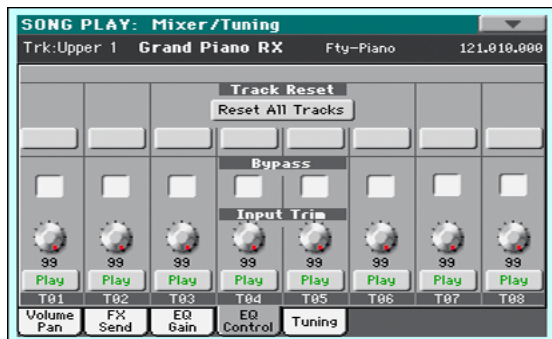 SONG PLAY: Mixer/Tuning
Trk:Upper 1 Grand Piano RX Fty-Piano 121.010.000
Track Reset
Reset All Tracks
Bypass
Input Trim
99 99 99 99 99 99 99 99
Play Play Play Play Play Play Play Play
T01 T02 T03 T04 T05 T06 T07 T08
Volume Pan FX Send EQ Gain EQ Control Tuning